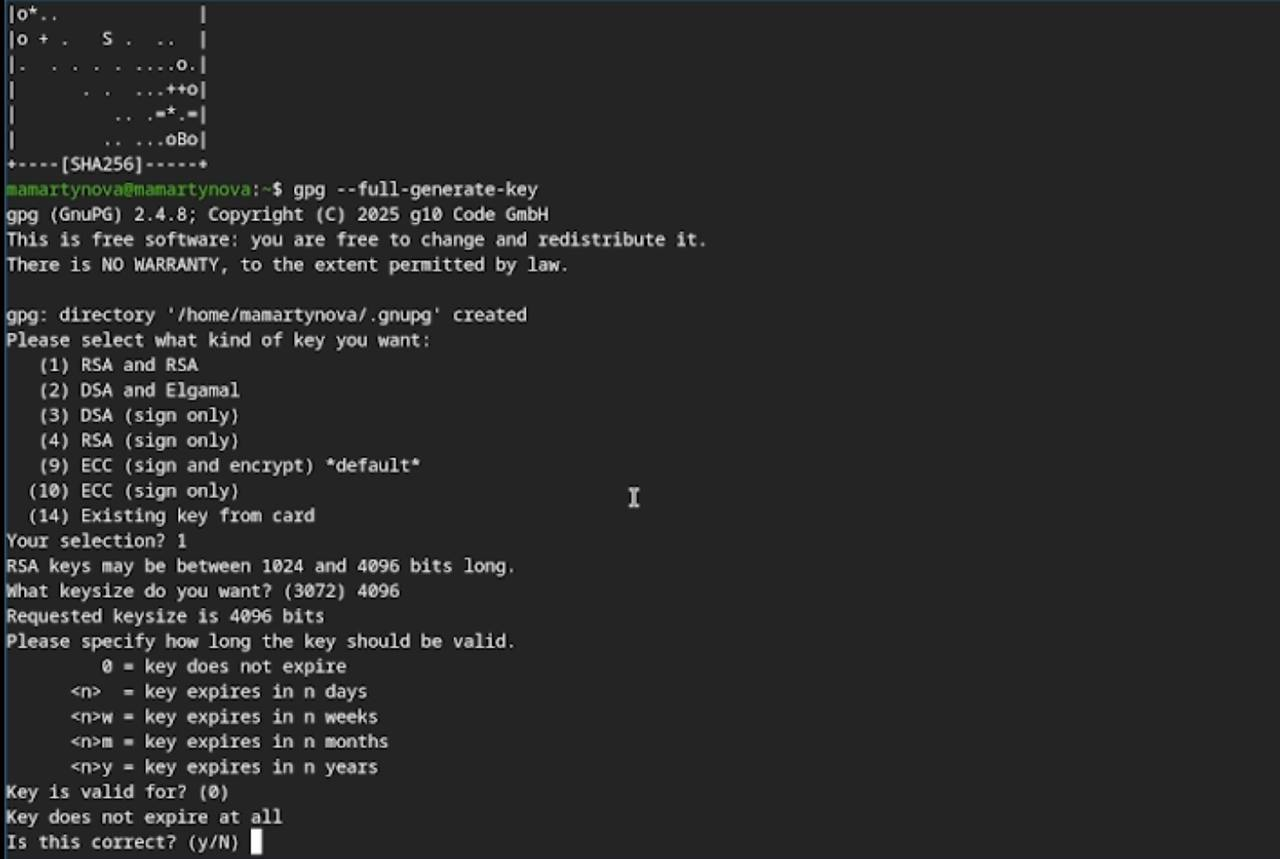 |o*..              |
|o + .   S .  ..  |
|.  . . . . ....o.|
|      . .  ...++o|
|         .. .=*.=|
|        .. ...oBo|
+----[SHA256]-----+
mamartynova@mamartynova:~$ gpg --full-generate-key
gpg (GnuPG) 2.4.8; Copyright (C) 2025 g10 Code GmbH
This is free software: you are free to change and redistribute it.
There is NO WARRANTY, to the extent permitted by law.

gpg: directory '/home/mamartynova/.gnupg' created
Please select what kind of key you want:
   (1) RSA and RSA
   (2) DSA and Elgamal
   (3) DSA (sign only)
   (4) RSA (sign only)
   (9) ECC (sign and encrypt) *default*
  (10) ECC (sign only)
  (14) Existing key from card
Your selection? 1
RSA keys may be between 1024 and 4096 bits long.
What keysize do you want? (3072) 4096
Requested keysize is 4096 bits
Please specify how long the key should be valid.
         0 = key does not expire
      <n>  = key expires in n days
      <n>w = key expires in n weeks
      <n>m = key expires in n months
      <n>y = key expires in n years
Key is valid for? (0)
Key does not expire at all
Is this correct? (y/N)